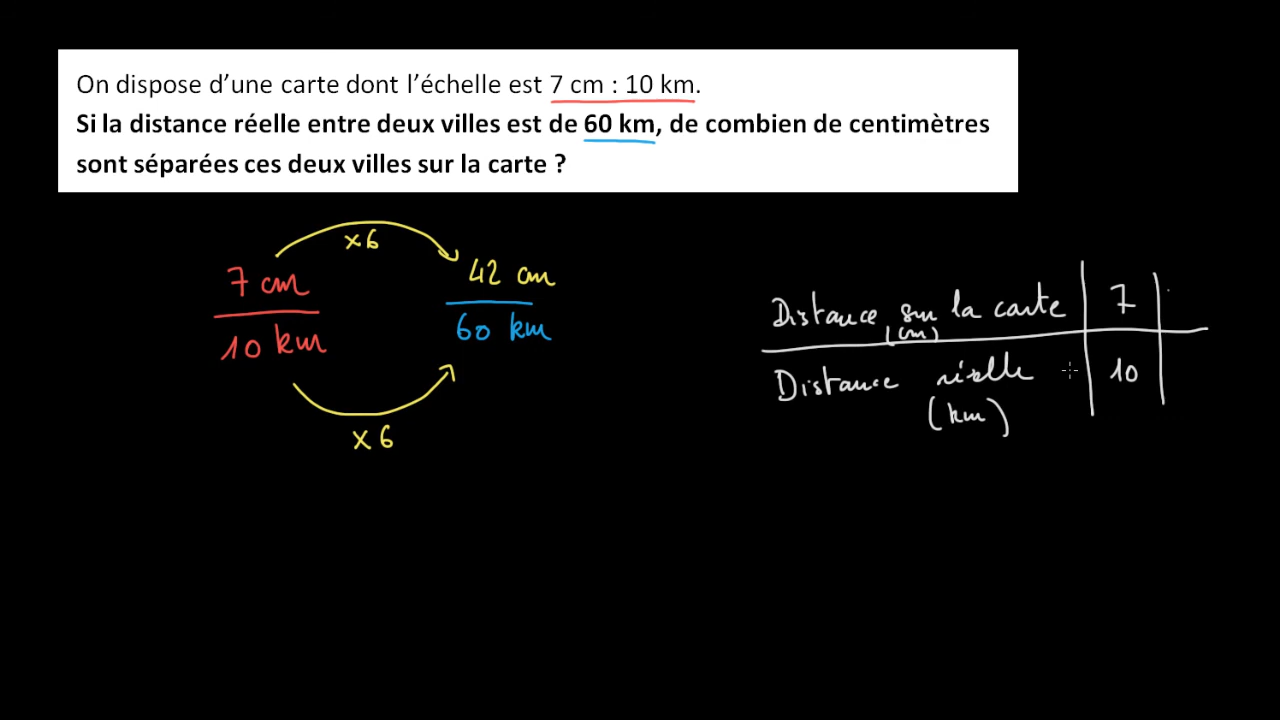 On dispose d'une carte dont l'échelle est 7 cm : 10 km.
Si la distance réelle entre deux villes est de 60 km, de combien de centimètres
sont séparées ces deux villes sur la carte ?
×6
7 cm
10 km
42 cm
60 km
×6
Distance sur la carte 7
(cm)
Distance réelle 10
(km)